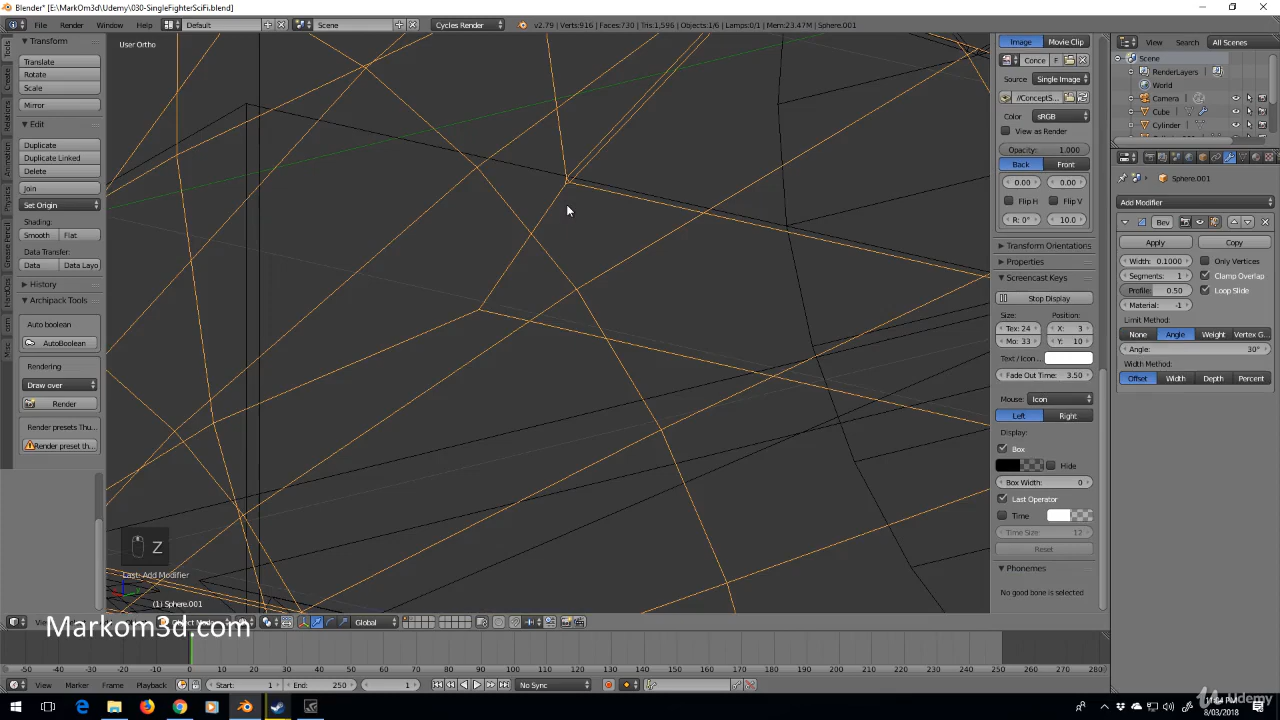 Blender* [E:\MarkOm3d\Udemy\030-SingleFighterSciFi.blend]
File Render Window Help Default Scene Cycles Render v2.79 | Verts:916 | Faces:730 | Tris:1,596 | Objects:1/6 | Lamps:0/1 | Mem:23.47M | Sphere.001
Tools
Create
Relations
Animation
Physics
Grease Pencil
HardOps
Misc
Transform
Translate
Rotate
Scale
Mirror
Edit
Duplicate
Duplicate Linked
Delete
Join
Set Origin
Shading:
Smooth Flat
Data Transfer:
Data Data Layo
History
Archipack Tools
Auto boolean
AutoBoolean
Rendering
Draw over
Render
Render presets Thu...
Render preset th...
User Ortho
Z
Last: Add Modifier
(1) Sphere.001
Markom3d.com
Global
Image Movie Clip
Conce F
Source Single Image
//ConceptS...
Color sRGB
View as Render
Opacity: 1.000
Back Front
0.00 0.00
Flip H Flip V
R: 0° 10.0
Transform Orientations
Properties
Screencast Keys
Stop Display
Size: Position:
Tex: 24 X: 3
Mo: 33 Y: 10
Text / Icon...
Fade Out Time: 3.50
Mouse: Icon
Left Right
Display:
Box
Hide
Box Width: 0
Last Operator
Time
Time Size: 12
Reset
Phonemes
No good bone is selected
View Search All Scenes
Scene
RenderLayers
World
Camera
Cube
Cylinder
Sphere.001
Add Modifier
Bev
Apply Copy
Width: 0.1000 Only Vertices
Segments: 1 Clamp Overlap
Profile: 0.50 Loop Slide
Material: -1
Limit Method:
None Angle Weight Vertex G...
Angle: 30°
Width Method:
Offset Width Depth Percent
-50 -40 -30 -20 -10 0 10 20 30 40 50 60 70 80 90 100 110 120 130 140 150 160 170 180 190 200 210 220 230 240 250 260 270 280
View Marker Frame Playback Start: 1 End: 250 1 No Sync
Udemy
8/03/2018